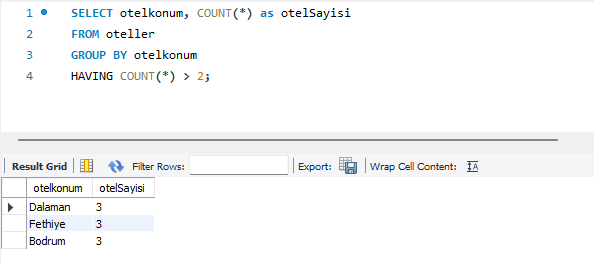 1 SELECT otelkonum, COUNT(*) as otelSayisi
2 FROM oteller
3 GROUP BY otelkonum
4 HAVING COUNT(*) > 2;
Result Grid Filter Rows: Export: Wrap Cell Content: IA
otelkonum otelSayisi
Dalaman 3
Fethiye 3
Bodrum 3